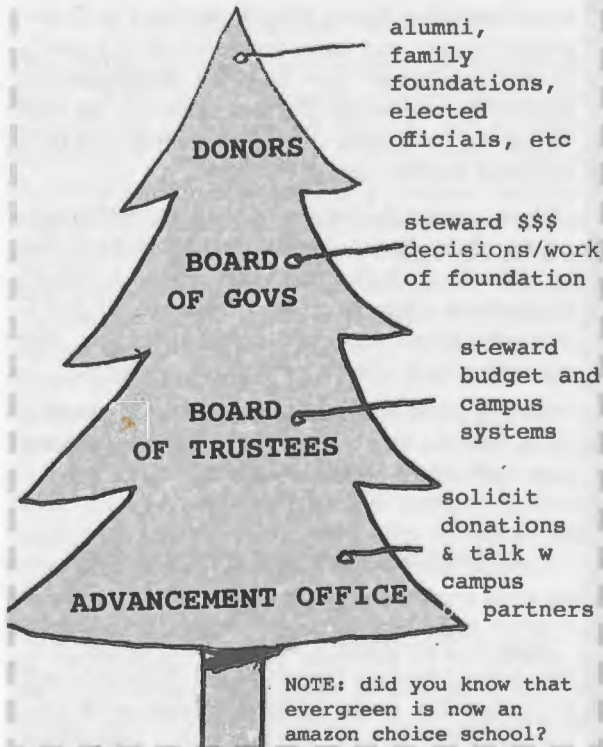 alumni,
family
foundations,
elected
officials, etc
DONORS
steward $$$
decisions/work
of foundation
BOARD
OF GOVS
steward
budget and
campus
systems
BOARD
OF TRUSTEES
solicit
donations
& talk w
campus
partners
ADVANCEMENT OFFICE
NOTE: did you know that
evergreen is now an
amazon choice school?